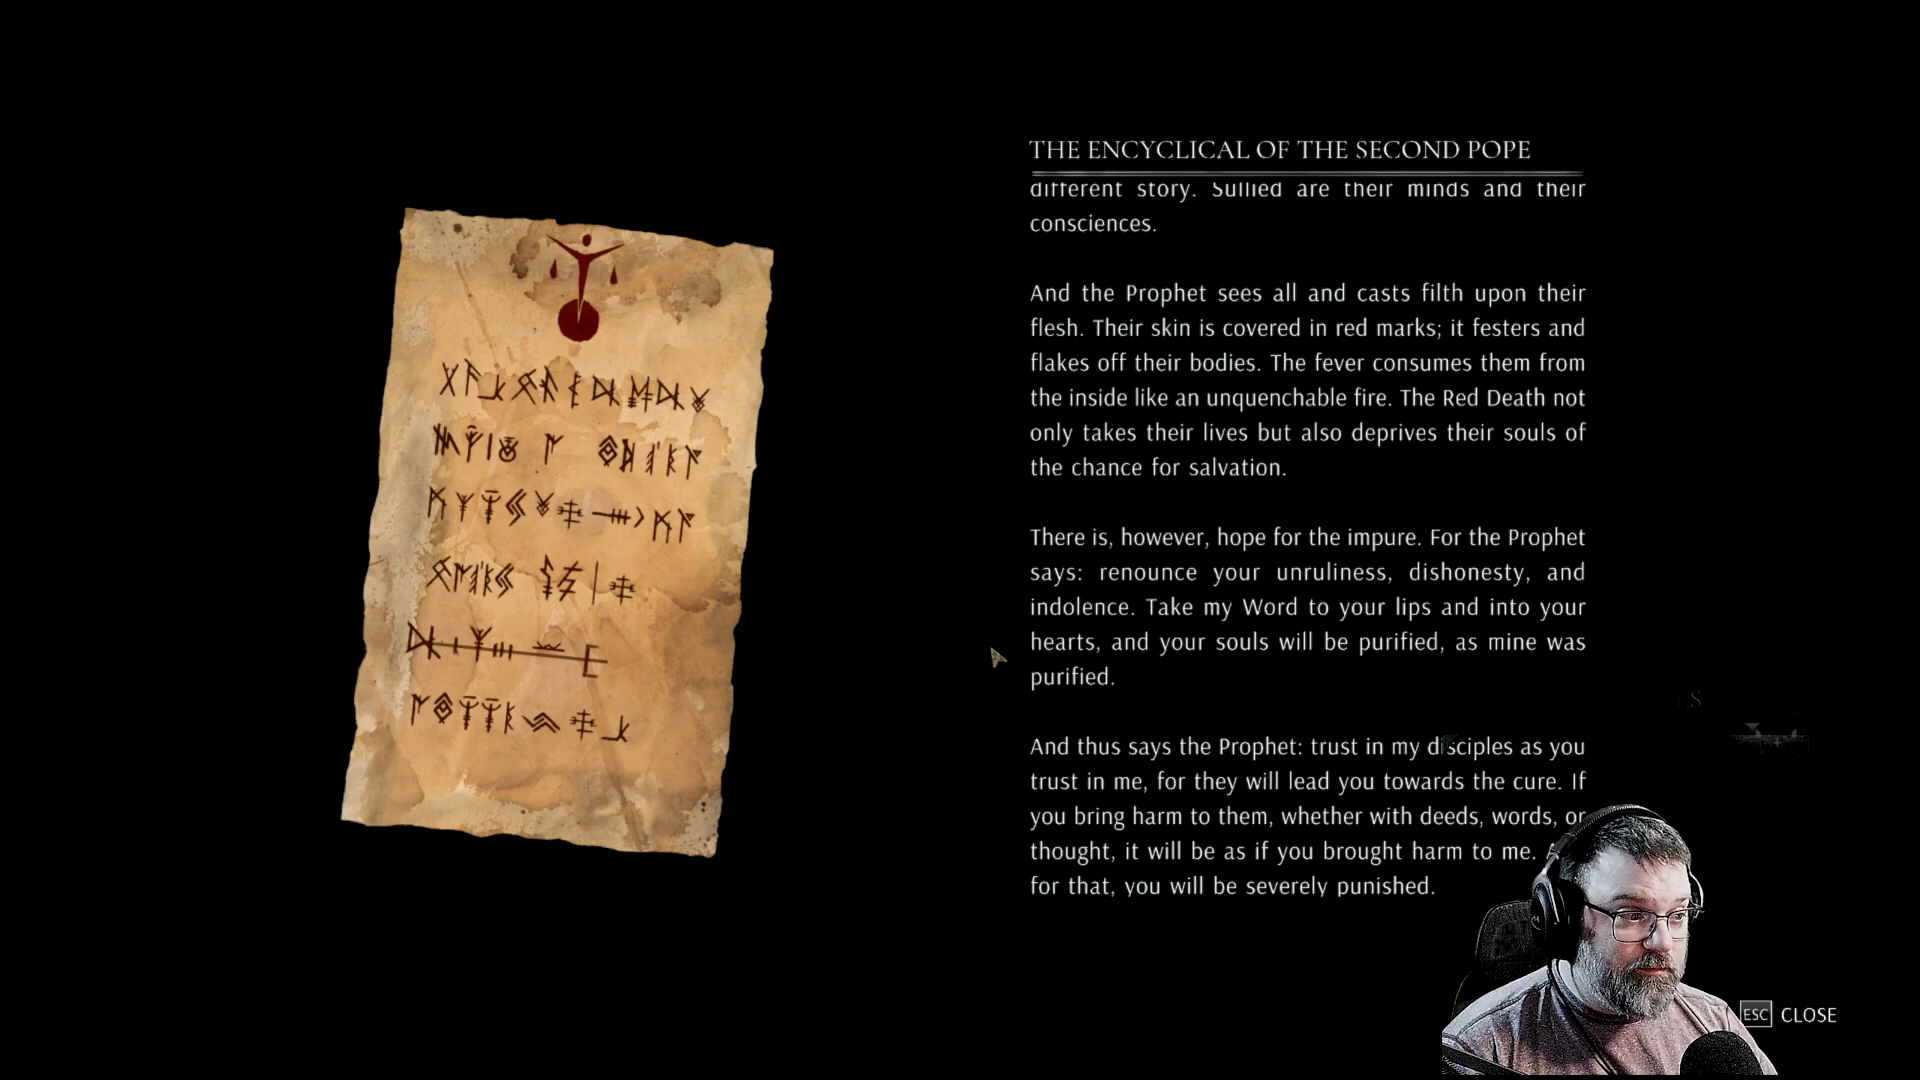 THE ENCYCLICAL OF THE SECOND POPE
different story. Sullied are their minds and their
consciences.
And the Prophet sees all and casts filth upon their
flesh. Their skin is covered in red marks; it festers and
flakes off their bodies. The fever consumes them from
the inside like an unquenchable fire. The Red Death not
only takes their lives but also deprives their souls of
the chance for salvation.
There is, however, hope for the impure. For the Prophet
says: renounce your unruliness, dishonesty, and
indolence. Take my Word to your lips and into your
hearts, and your souls will be purified, as mine was
purified.
And thus says the Prophet: trust in my disciples as you
trust in me, for they will lead you towards the cure. If
you bring harm to them, whether with deeds, words, or
thought, it will be as if you brought harm to me.
for that, you will be severely punished.
ESC CLOSE